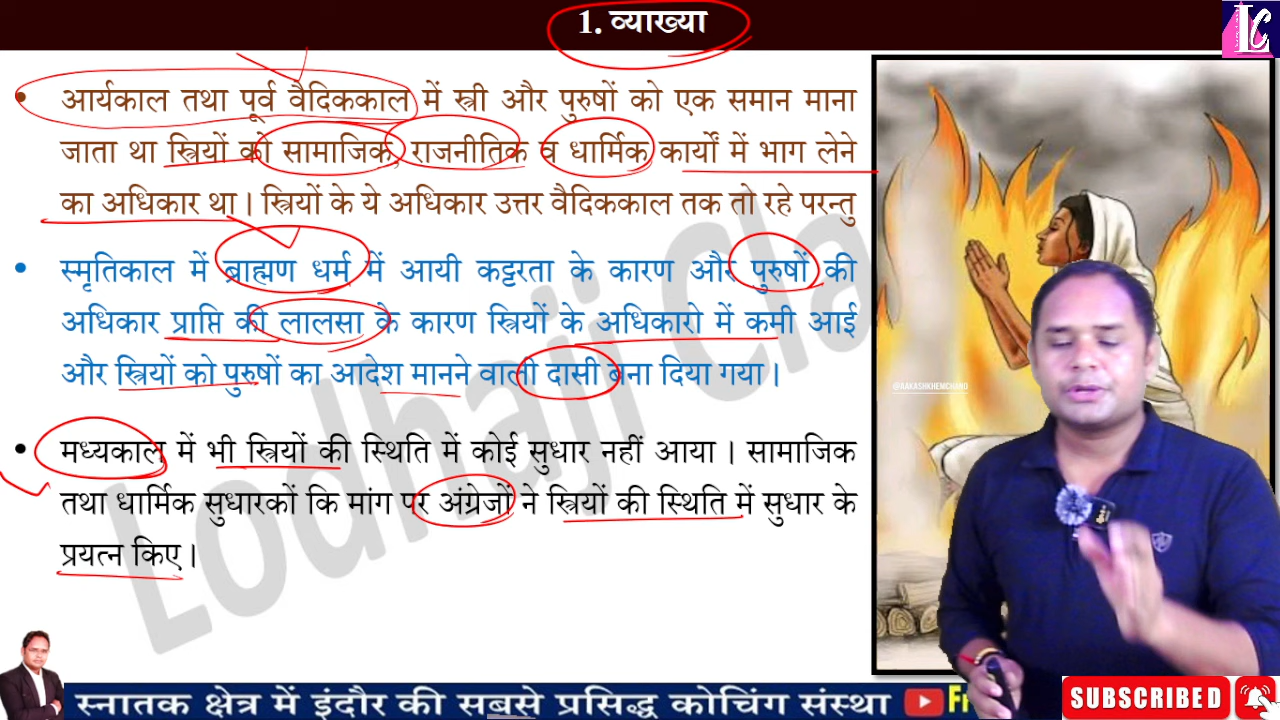 1. व्याख्या
LC
• आर्यकाल तथा पूर्व वैदिककाल में स्त्री और पुरुषों को एक समान माना
जाता था स्त्रियों को सामाजिक, राजनीतिक व धार्मिक कार्यों में भाग लेने
का अधिकार था। स्त्रियों के ये अधिकार उत्तर वैदिककाल तक तो रहे परन्तु
• स्मृतिकाल में ब्राह्मण धर्म में आयी कट्टरता के कारण और पुरुषों की
अधिकार प्राप्ति की लालसा के कारण स्त्रियों के अधिकारो में कमी आई
और स्त्रियों को पुरुषों का आदेश मानने वाली दासी बना दिया गया।
• मध्यकाल में भी स्त्रियों की स्थिति में कोई सुधार नहीं आया। सामाजिक
तथा धार्मिक सुधारकों कि मांग पर अंग्रेजों ने स्त्रियों की स्थिति में सुधार के
प्रयत्न किए।
Lodhaji Cla
@AAKASHKHEMCHAND
स्नातक क्षेत्र में इंदौर की सबसे प्रसिद्ध कोचिंग संस्था
SUBSCRIBED